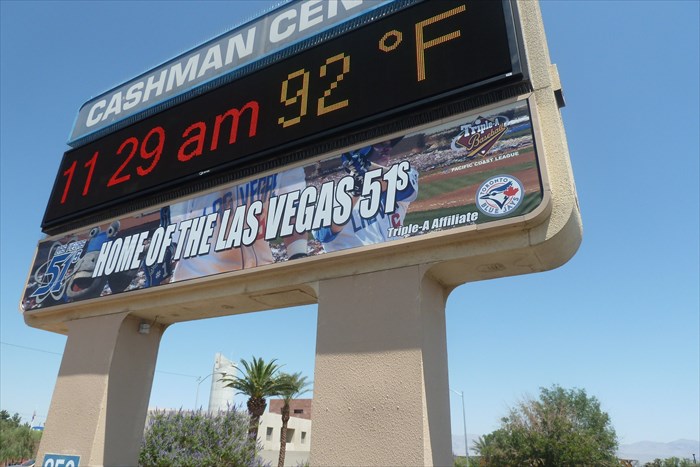 CASHMAN CEN
11 29 am 92 °F
Triple-A
Baseball
PACIFIC COAST LEAGUE
TORONTO
BLUE JAYS
HOME OF THE LAS VEGAS 51s
Triple-A Affiliate
51s